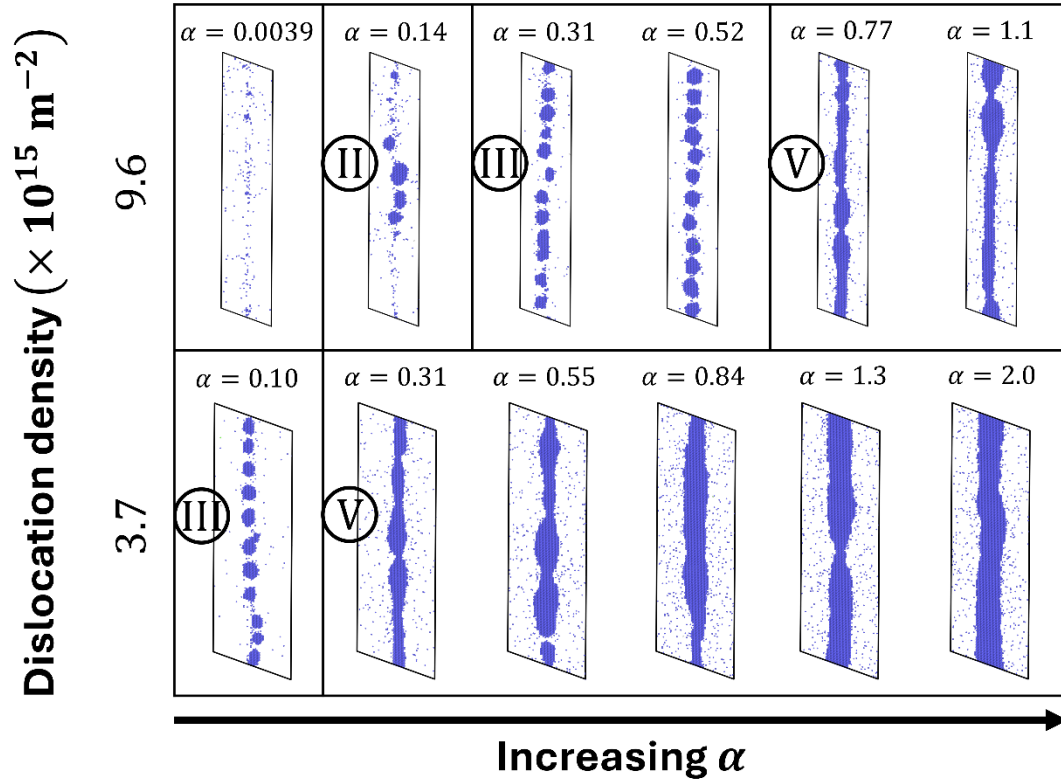 Dislocation density (× 10¹⁵ m⁻²)
9.6
α = 0.0039
α = 0.14
α = 0.31
α = 0.52
α = 0.77
α = 1.1
II
III
V
3.7
α = 0.10
α = 0.31
α = 0.55
α = 0.84
α = 1.3
α = 2.0
III
V
Increasing α